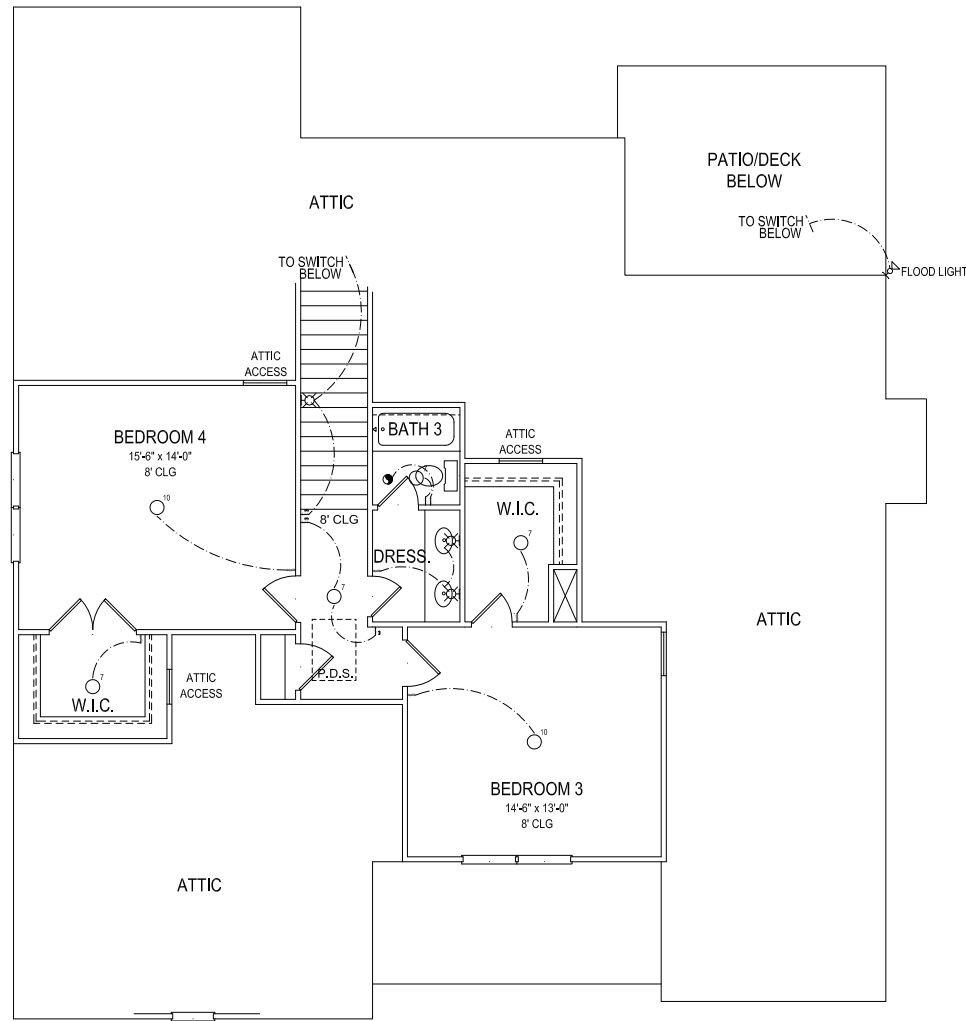 PATIO/DECK
BELOW
ATTIC
TO SWITCH
BELOW
TO SWITCH
BELOW
FLOOD LIGHT
ATTIC
ACCESS
BEDROOM 4
15'-6" x 14'-0"
8' CLG
10
BATH 3
ATTIC
ACCESS
W.I.C.
7
8' CLG
DRESS.
7
ATTIC
3
P.D.S.
7
W.I.C.
ATTIC
ACCESS
10
BEDROOM 3
14'-6" x 13'-0"
8' CLG
ATTIC